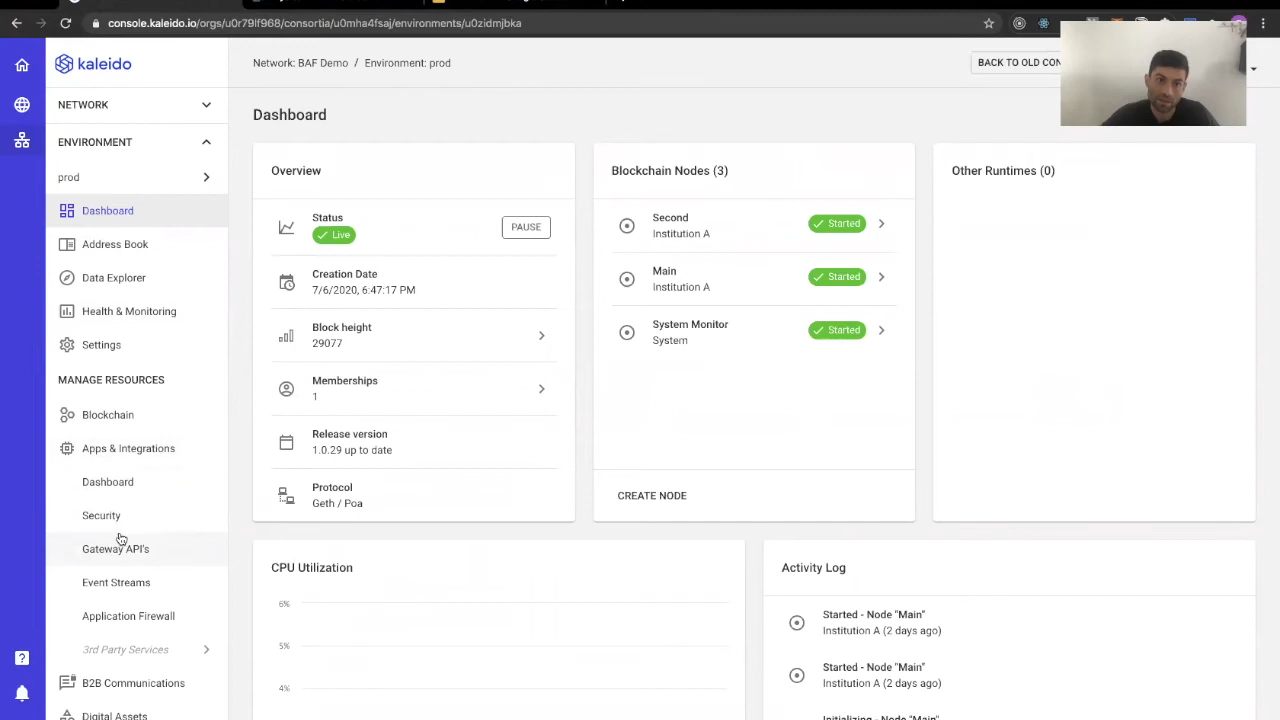 console.kaleido.io/orgs/u0r79lf968/consortia/u0mha4fsaj/environments/u0zidmjbka
kaleido
Network: BAF Demo / Environment: prod
BACK TO OLD CON
NETWORK
ENVIRONMENT
prod
Dashboard
Address Book
Data Explorer
Health & Monitoring
Settings
MANAGE RESOURCES
Blockchain
Apps & Integrations
Dashboard
Security
Gateway API's
Event Streams
Application Firewall
3rd Party Services
B2B Communications
Digital Assets
Dashboard
Overview
Status
Live
PAUSE
Creation Date
7/6/2020, 6:47:17 PM
Block height
29077
Memberships
1
Release version
1.0.29 up to date
Protocol
Geth / Poa
Blockchain Nodes (3)
Second
Institution A
Started
Main
Institution A
Started
System Monitor
System
Started
CREATE NODE
Other Runtimes (0)
CPU Utilization
6%
5%
4%
Activity Log
Started - Node "Main"
Institution A (2 days ago)
Started - Node "Main"
Institution A (2 days ago)
Initializing - Node "Main"